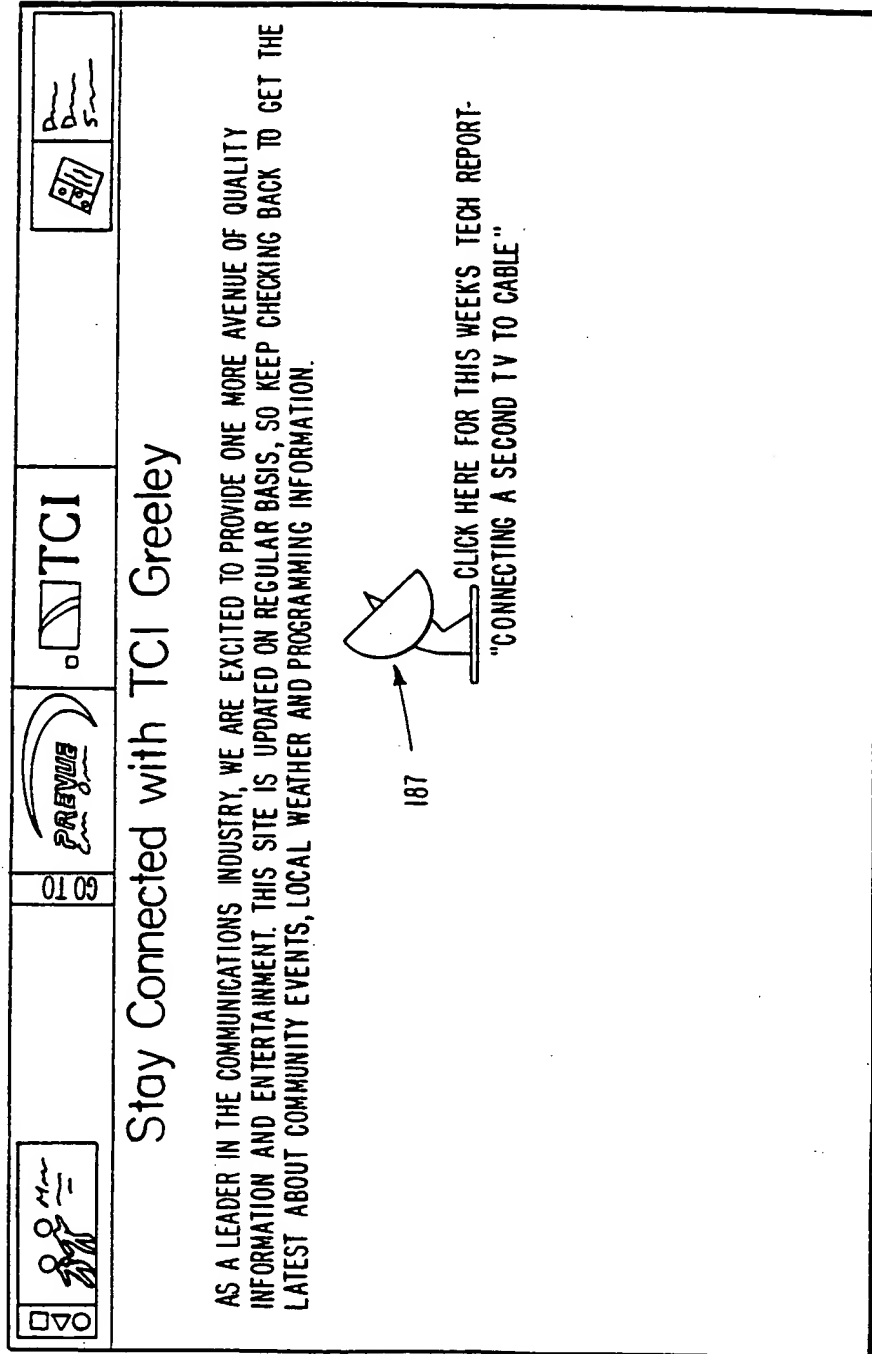 GO TO
PREVUE
TCI
Stay Connected with TCI Greeley
AS A LEADER IN THE COMMUNICATIONS INDUSTRY, WE ARE EXCITED TO PROVIDE ONE MORE AVENUE OF QUALITY
INFORMATION AND ENTERTAINMENT. THIS SITE IS UPDATED ON REGULAR BASIS, SO KEEP CHECKING BACK TO GET THE
LATEST ABOUT COMMUNITY EVENTS, LOCAL WEATHER AND PROGRAMMING INFORMATION.
187
CLICK HERE FOR THIS WEEK'S TECH REPORT-
"CONNECTING A SECOND TV TO CABLE"